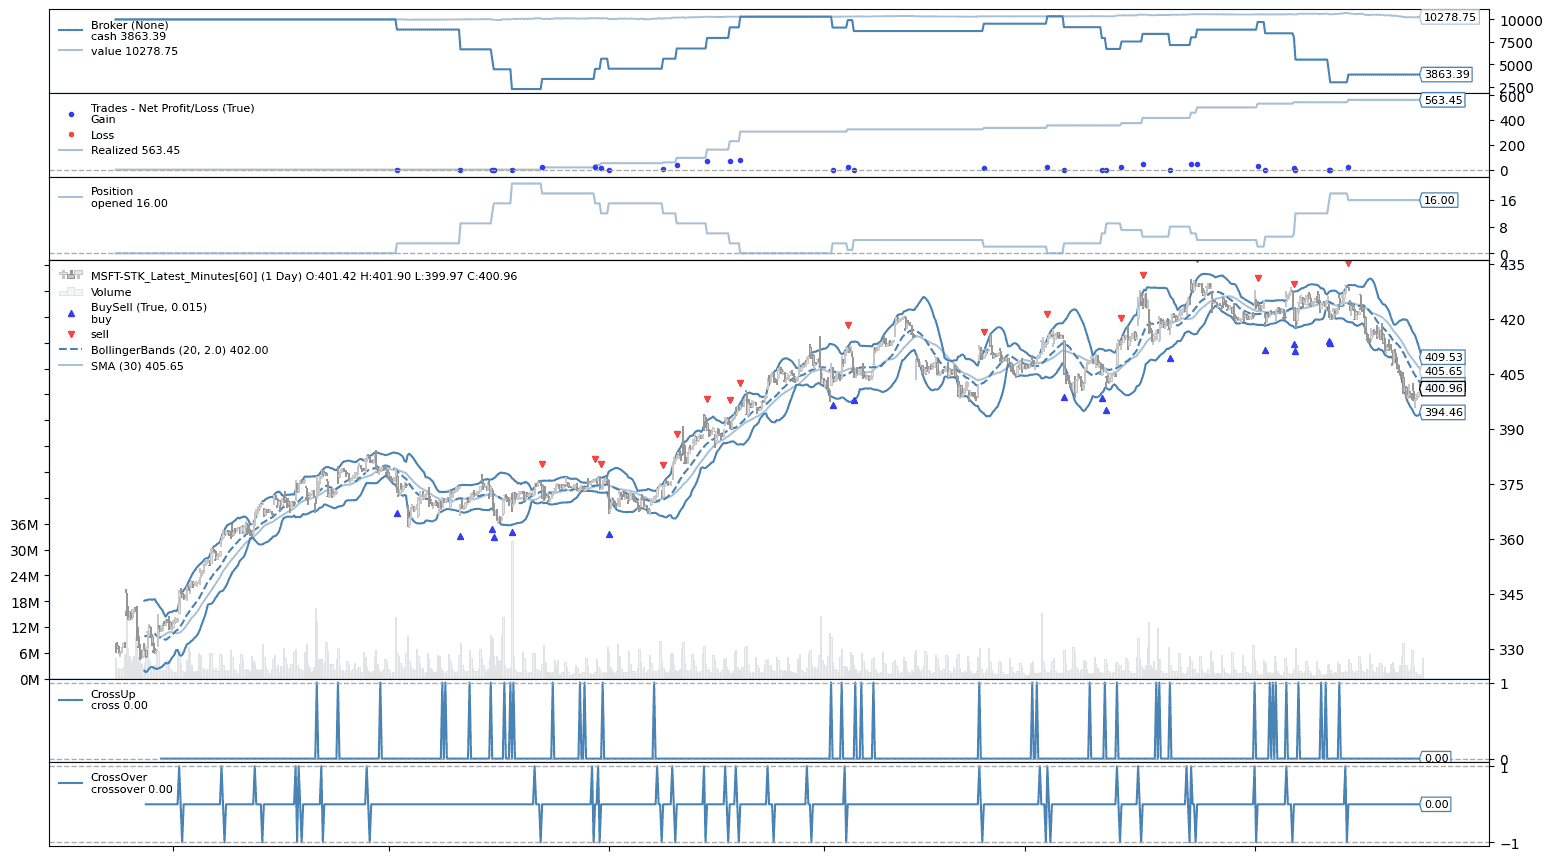 Broker (None)
cash 3863.39
value 10278.75
10278.75
10000
7500
5000
3863.39
2500
Trades - Net Profit/Loss (True)
Gain
Loss
Realized 563.45
600
563.45
400
200
0
Position
opened 16.00
16
16.00
8
0
MSFT-STK_Latest_Minutes[60] (1 Day) O:401.42 H:401.90 L:399.97 C:400.96
Volume
BuySell (True, 0.015)
buy
sell
BollingerBands (20, 2.0) 402.00
SMA (30) 405.65
435
420
409.53
405.65
405
400.96
394.46
390
375
360
345
330
36M
30M
24M
18M
12M
6M
0M
CrossUp
cross 0.00
1
0.00
0
CrossOver
crossover 0.00
1
0.00
−1